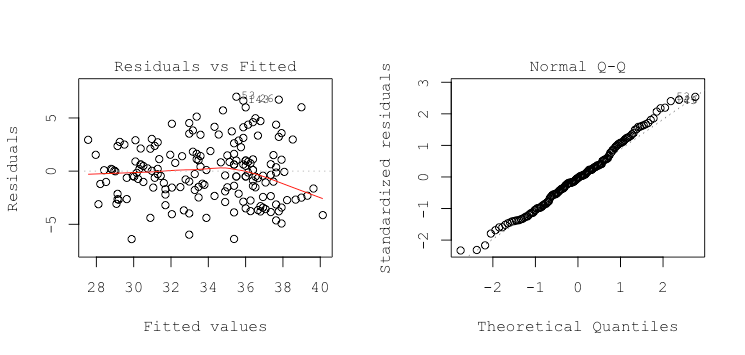 Residuals vs Fitted
Residuals
5
0
−5
28 30 32 34 36 38 40
Fitted values
Normal Q-Q
Standardized residuals
3
2
1
0
−1
−2
−2 −1 0 1 2
Theoretical Quantiles